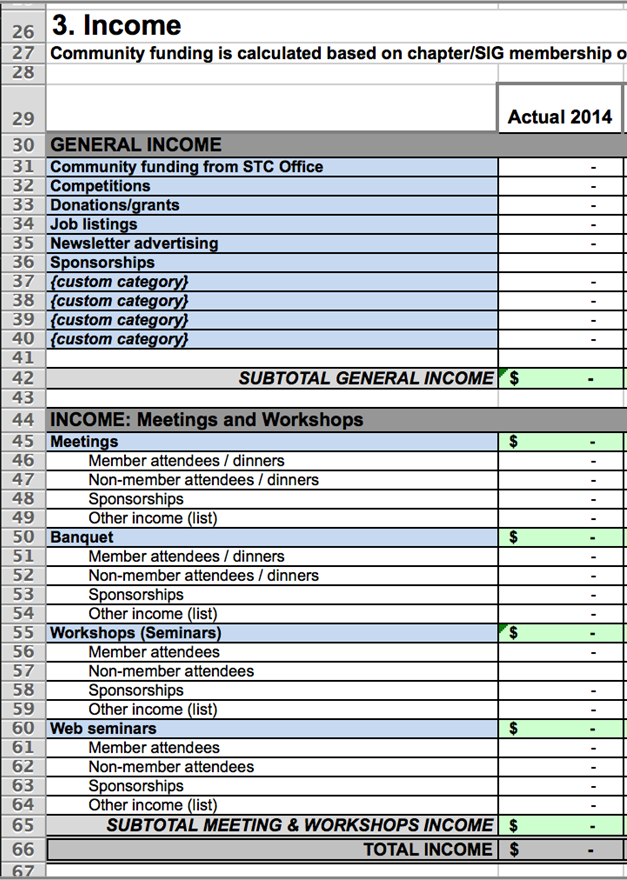 26 3. Income
27 Community funding is calculated based on chapter/SIG membership o
28
29 Actual 2014
30 GENERAL INCOME
31 Community funding from STC Office -
32 Competitions -
33 Donations/grants -
34 Job listings -
35 Newsletter advertising -
36 Sponsorships
37 {custom category} -
38 {custom category} -
39 {custom category} -
40 {custom category} -
41
42 SUBTOTAL GENERAL INCOME $ -
43
44 INCOME: Meetings and Workshops
45 Meetings $ -
46 Member attendees / dinners -
47 Non-member attendees / dinners -
48 Sponsorships -
49 Other income (list) -
50 Banquet $ -
51 Member attendees / dinners -
52 Non-member attendees / dinners -
53 Sponsorships -
54 Other income (list) -
55 Workshops (Seminars) $ -
56 Member attendees -
57 Non-member attendees
58 Sponsorships -
59 Other income (list) -
60 Web seminars $ -
61 Member attendees -
62 Non-member attendees -
63 Sponsorships -
64 Other income (list) -
65 SUBTOTAL MEETING & WORKSHOPS INCOME $ -
66 TOTAL INCOME $ -
67